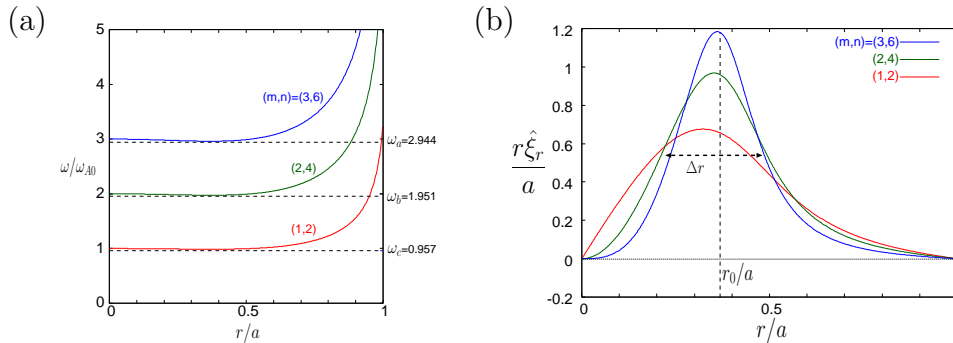 (a)
5
4
3
2
1
0
ω/ω_{A0}
(m,n)=(3,6)
(2,4)
(1,2)
ω_a=2.944
ω_b=1.951
ω_c=0.957
0
0.5
1
r/a
(b)
1.2
1
0.8
0.6
0.4
0.2
0
-0.2
r\hat{ξ}_r
a
(m,n)=(3,6)
(2,4)
(1,2)
Δr
r_0/a
0
0.5
r/a